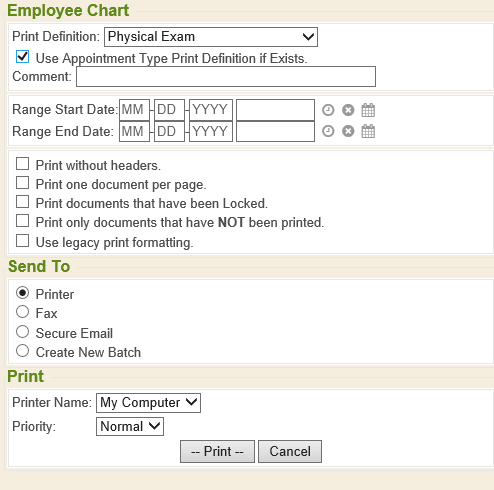 Employee Chart
Print Definition: Physical Exam
Use Appointment Type Print Definition if Exists.
Comment:
Range Start Date: MM - DD - YYYY
Range End Date: MM - DD - YYYY
Print without headers.
Print one document per page.
Print documents that have been Locked.
Print only documents that have NOT been printed.
Use legacy print formatting.
Send To
Printer
Fax
Secure Email
Create New Batch
Print
Printer Name: My Computer
Priority: Normal
-- Print -- Cancel